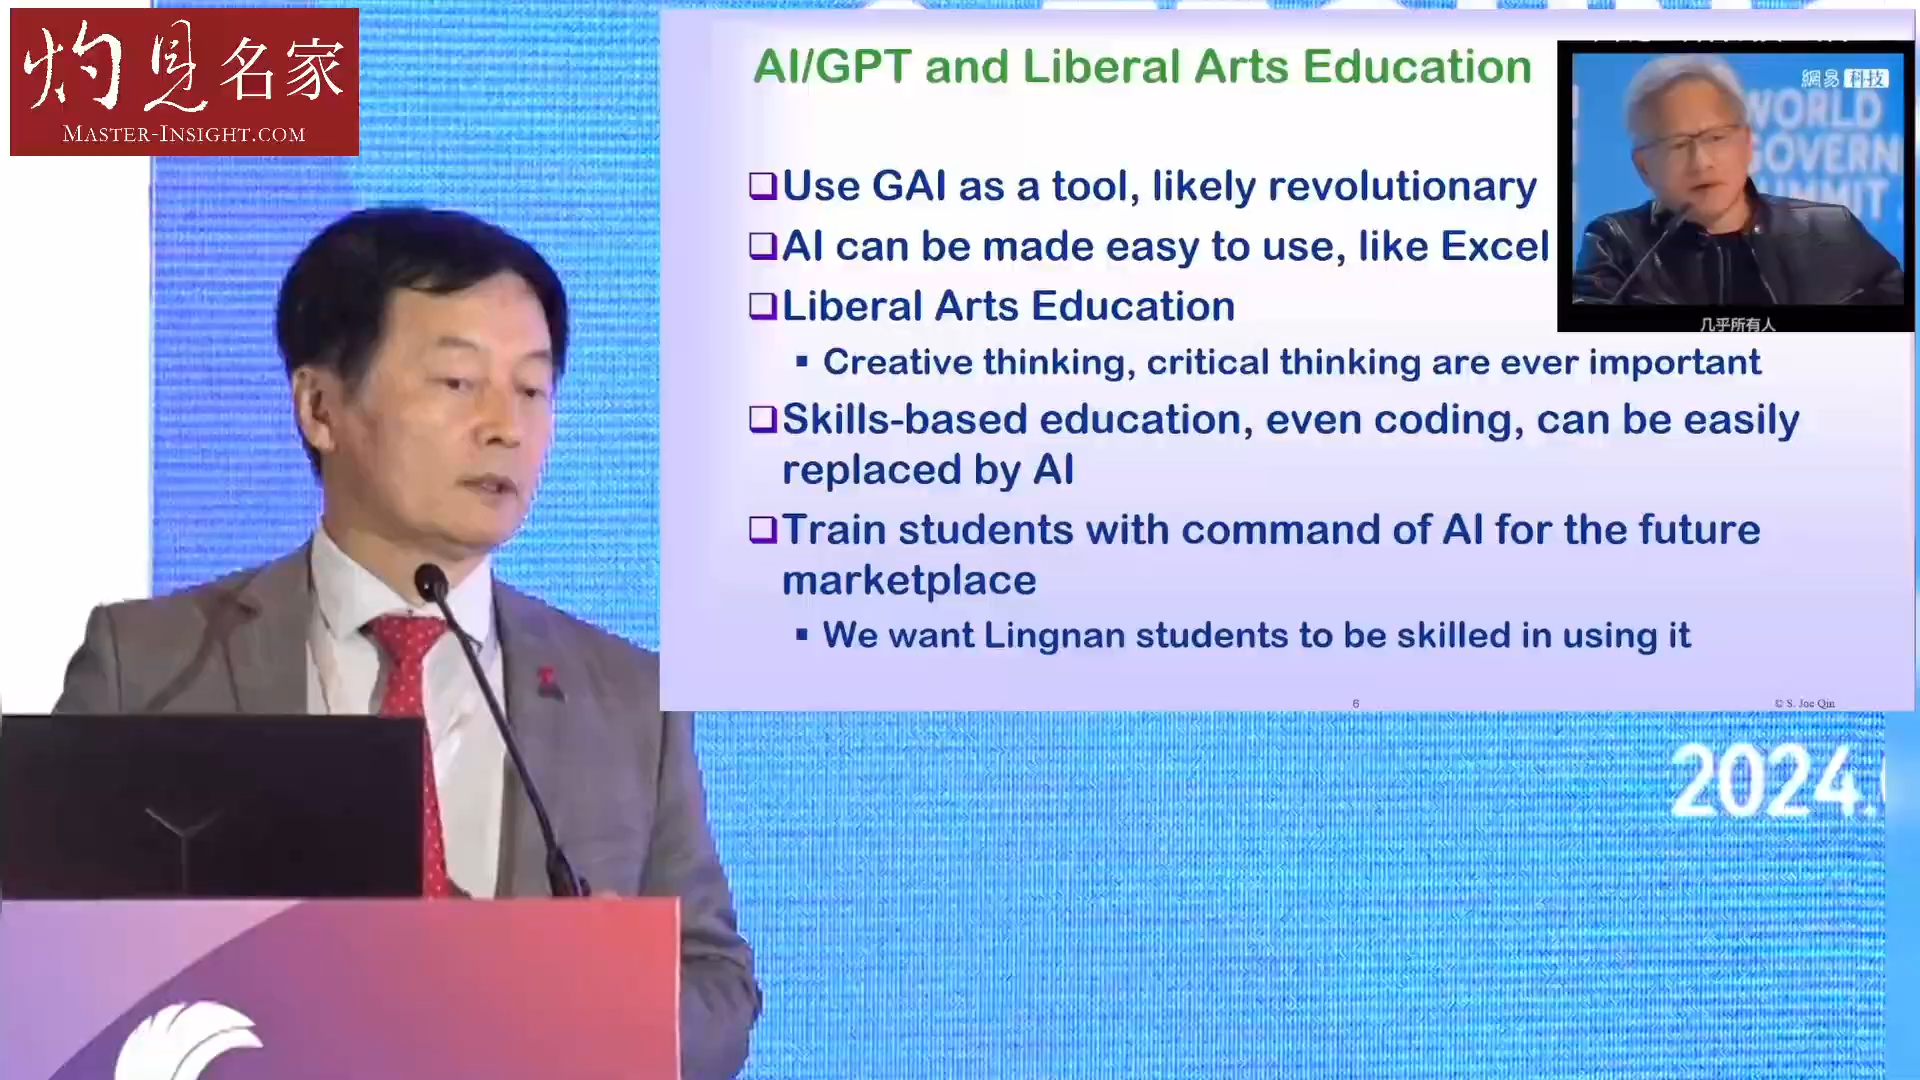 灼見名家
MASTER-INSIGHT.COM
AI/GPT and Liberal Arts Education
網易科技
WORLD
GOVERN
SUMMIT
几乎所有人
❑Use GAI as a tool, likely revolutionary
❑AI can be made easy to use, like Excel
❑Liberal Arts Education
▪ Creative thinking, critical thinking are ever important
❑Skills-based education, even coding, can be easily
replaced by AI
❑Train students with command of AI for the future
marketplace
▪ We want Lingnan students to be skilled in using it
6
© S. Joe Qin
2024.